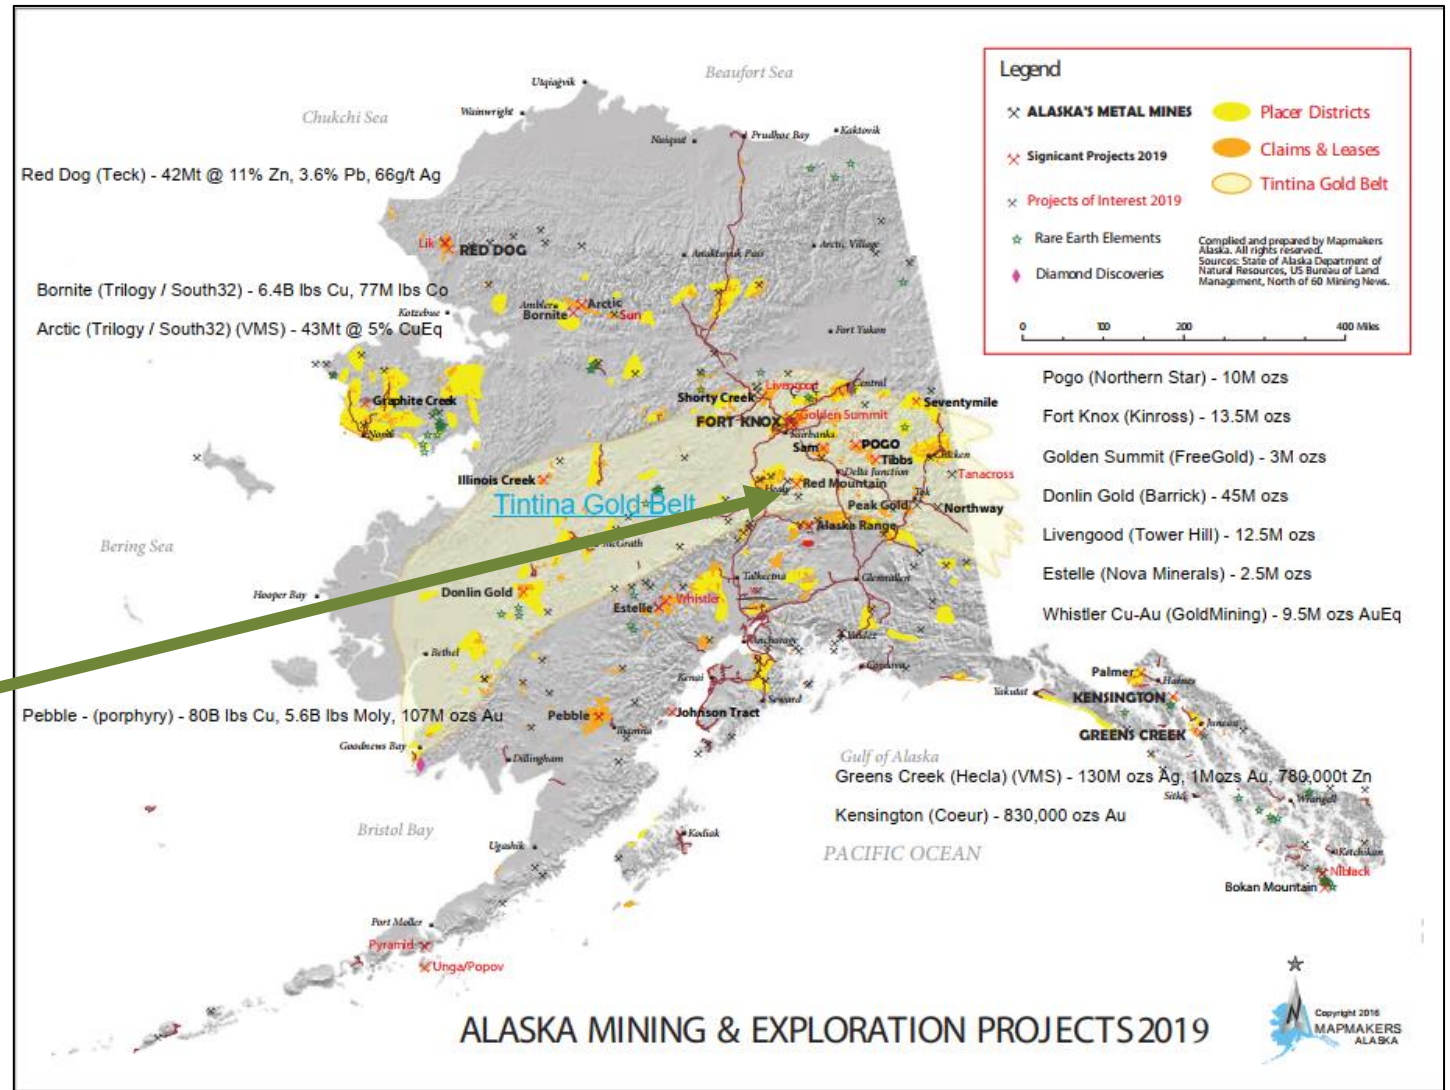 Beaufort Sea
Chukchi Sea
Utqiaġvik
Wainwright
Nuiqsut
Prudhoe Bay
Kaktovik
Legend
ALASKA'S METAL MINES
Signicant Projects 2019
Projects of Interest 2019
Rare Earth Elements
Diamond Discoveries
Placer Districts
Claims & Leases
Tintina Gold Belt
Complied and prepared by Mapmakers
Alaska. All rights reserved.
Sources: State of Alaska Department of
Natural Resources, US Bureau of Land
Management, North of 60 Mining News.
0 100 200 400 Miles
Red Dog (Teck) - 42Mt @ 11% Zn, 3.6% Pb, 66g/t Ag
Lik
RED DOG
Anaktuvuk Pass
Arctic Village
Bornite (Trilogy / South32) - 6.4B lbs Cu, 77M lbs Co
Arctic (Trilogy / South32) (VMS) - 43Mt @ 5% CuEq
Kotzebue
Ambler
Arctic
Bornite
Sun
Fort Yukon
Pogo (Northern Star) - 10M ozs
Fort Knox (Kinross) - 13.5M ozs
Golden Summit (FreeGold) - 3M ozs
Donlin Gold (Barrick) - 45M ozs
Livengood (Tower Hill) - 12.5M ozs
Estelle (Nova Minerals) - 2.5M ozs
Whistler Cu-Au (GoldMining) - 9.5M ozs AuEq
Graphite Creek
Nome
Livengood
Central
Shorty Creek
Seventymile
Golden Summit
FORT KNOX
Fairbanks
Sam
POGO
Tibbs
Chicken
Tanacross
Delta Junction
Illinois Creek
Healy
Red Mountain
Tok
Peak Gold
Northway
Tintina Gold Belt
Alaska Range
Bering Sea
McGrath
Hooper Bay
Donlin Gold
Talkeetna
Glennallen
Estelle
Whistler
Bethel
Anchorage
Valdez
Cordova
Kenai
Seward
Yakutat
Palmer
Haines
KENSINGTON
Juneau
GREENS CREEK
Pebble - (porphyry) - 80B lbs Cu, 5.6B lbs Moly, 107M ozs Au
Pebble
Iliamna
Johnson Tract
Goodnews Bay
Dillingham
Gulf of Alaska
Greens Creek (Hecla) (VMS) - 130M ozs Ag, 1Mozs Au, 780,000t Zn
Kensington (Coeur) - 830,000 ozs Au
Sitka
Wrangell
Bristol Bay
Kodiak
Ugashik
PACIFIC OCEAN
Ketchikan
Niblack
Bokan Mountain
Port Moller
Pyramid
Unga/Popov
ALASKA MINING & EXPLORATION PROJECTS 2019
N
Copyright 2016
MAPMAKERS
ALASKA